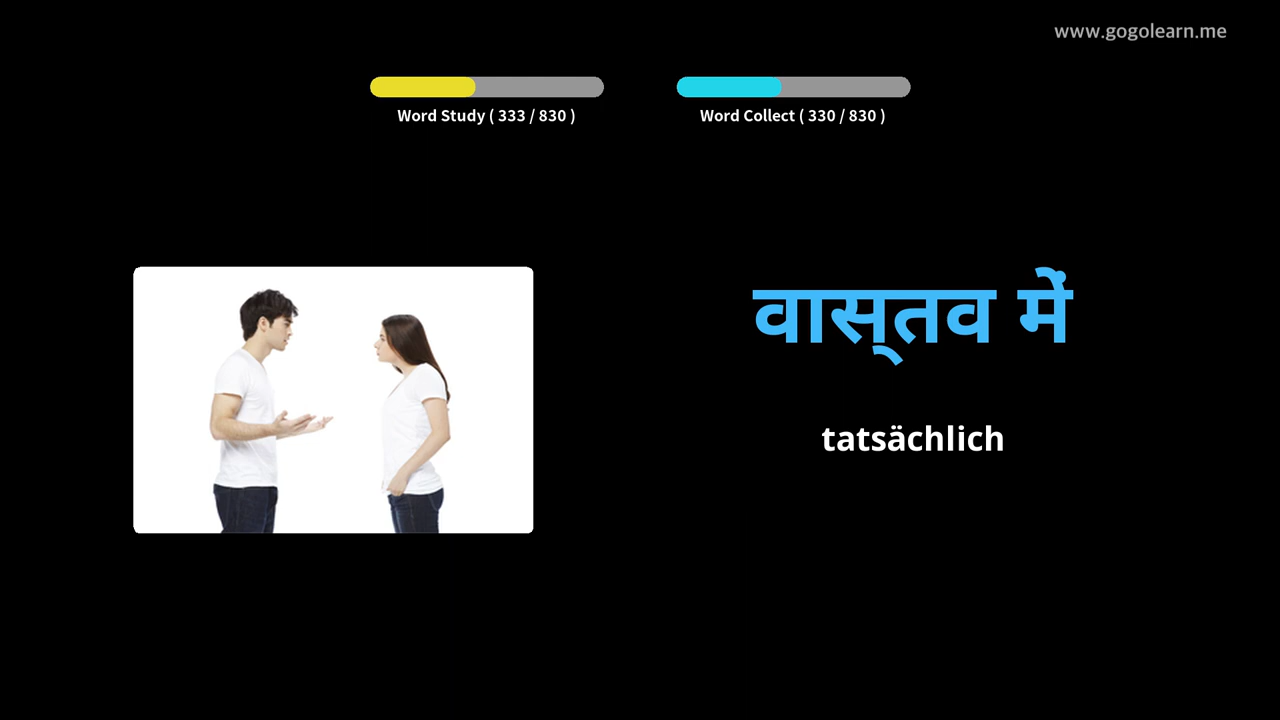 www.gogolearn.me
Word Study ( 333 / 830 )
Word Collect ( 330 / 830 )
वास्तव में
tatsächlich